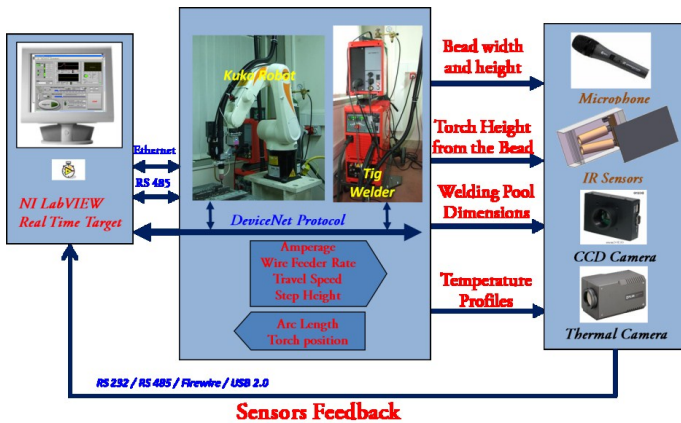 NI LabVIEW
Real Time Target
Ethernet
RS 485
Kuka Robot
Tig
Welder
DeviceNet Protocol
Amperage
Wire Feeder Rate
Travel Speed
Step Height
Arc Length
Torch position
Bead width
and height
Torch Height
from the Bead
Welding Pool
Dimensions
Temperature
Profiles
Microphone
IR Sensors
CCD Camera
Thermal Camera
RS 232 / RS 485 / Firewire / USB 2.0
Sensors Feedback